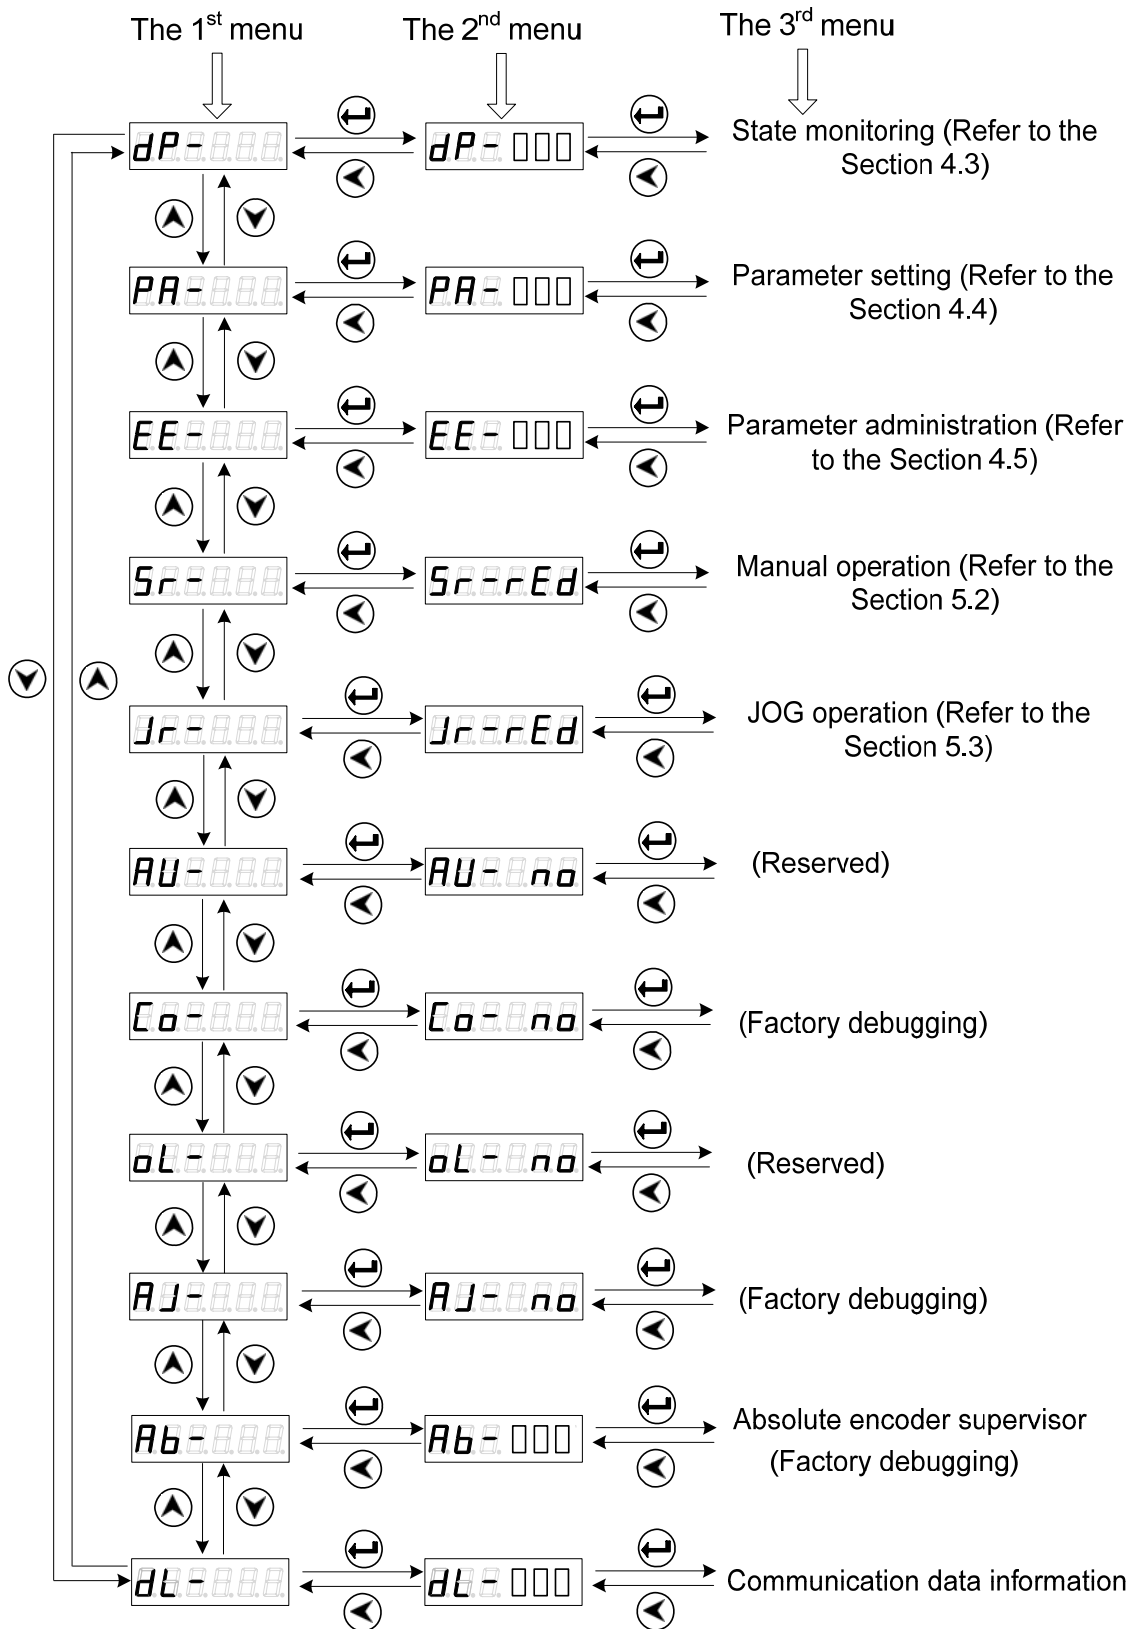 The 1st menu The 2nd menu The 3rd menu
dP- dP- State monitoring (Refer to the
Section 4.3)
PA- PA- Parameter setting (Refer to the
Section 4.4)
EE- EE- Parameter administration (Refer
to the Section 4.5)
Sr- Sr-rEd Manual operation (Refer to the
Section 5.2)
Jr- Jr-rEd JOG operation (Refer to the
Section 5.3)
AU- AU- no (Reserved)
Co- Co- no (Factory debugging)
oL- oL- no (Reserved)
AJ- AJ- no (Factory debugging)
Ab- Ab- Absolute encoder supervisor
(Factory debugging)
dL- dL- Communication data information